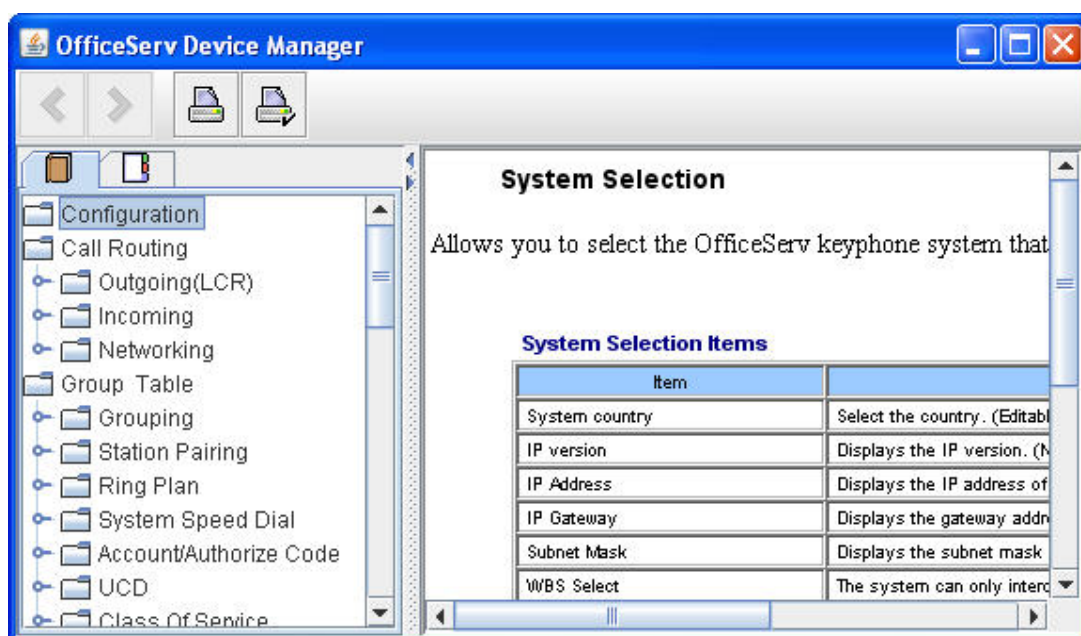 OfficeServ Device Manager
Configuration
Call Routing
Outgoing(LCR)
Incoming
Networking
Group Table
Grouping
Station Pairing
Ring Plan
System Speed Dial
Account/Authorize Code
UCD
Class Of Service
System Selection
Allows you to select the OfficeServ keyphone system that
System Selection Items
Item
System country Select the country. (Editabl
IP version Displays the IP version. (N
IP Address Displays the IP address of
IP Gateway Displays the gateway addr
Subnet Mask Displays the subnet mask
WBS Select The system can only interc